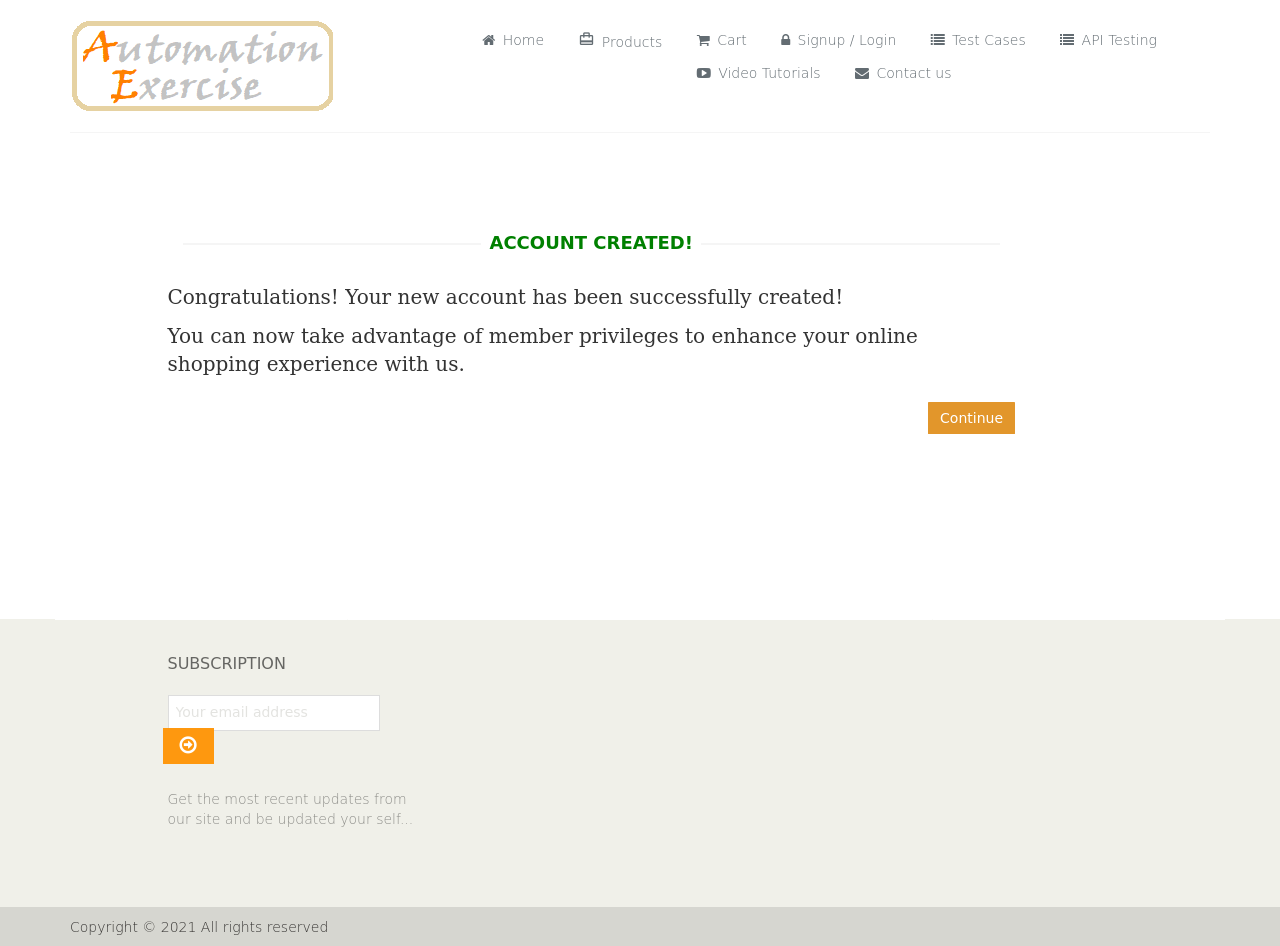 Automation
Exercise
Home
Products
Cart
Signup / Login
Test Cases
API Testing
Video Tutorials
Contact us
ACCOUNT CREATED!
Congratulations! Your new account has been successfully created!
You can now take advantage of member privileges to enhance your online
shopping experience with us.
Continue
SUBSCRIPTION
Your email address
Get the most recent updates from
our site and be updated your self...
Copyright © 2021 All rights reserved